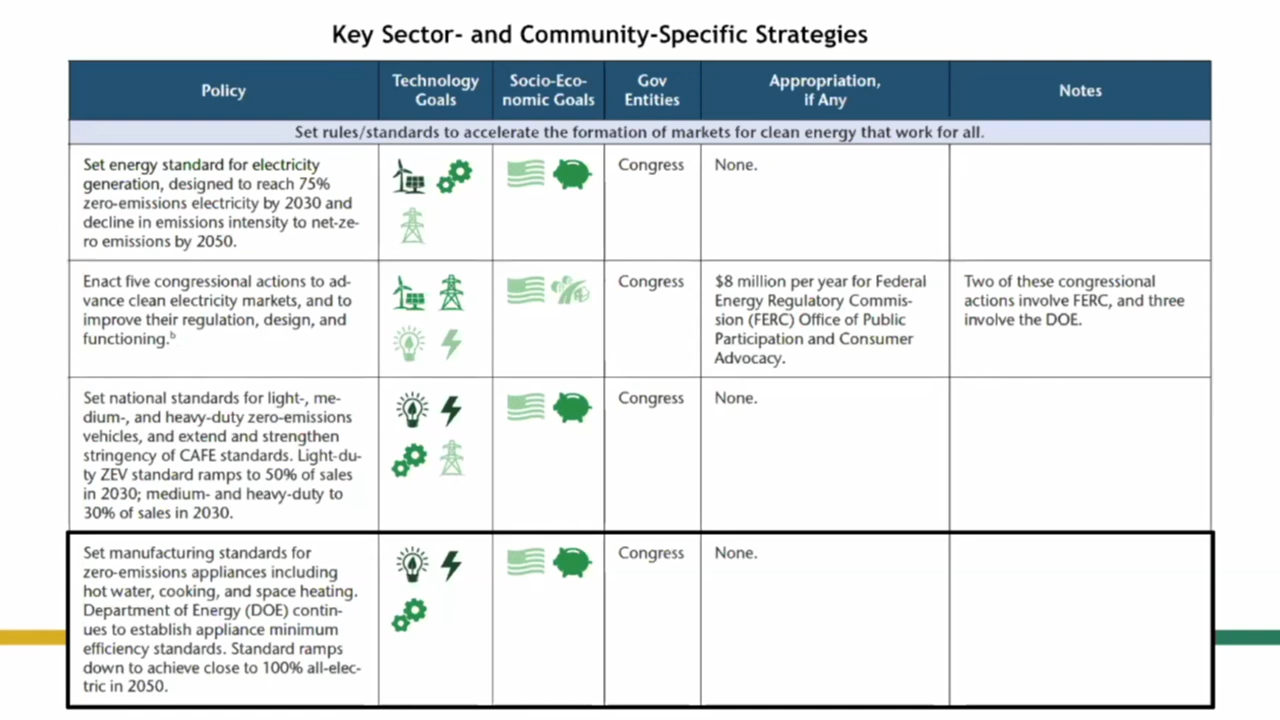 Key Sector- and Community-Specific Strategies
Policy
Technology
Goals
Socio-Eco-
nomic Goals
Gov
Entities
Appropriation,
if Any
Notes
Set rules/standards to accelerate the formation of markets for clean energy that work for all.
Set energy standard for electricity
generation, designed to reach 75%
zero-emissions electricity by 2030 and
decline in emissions intensity to net-ze-
ro emissions by 2050.
Congress
None.
Enact five congressional actions to ad-
vance clean electricity markets, and to
improve their regulation, design, and
functioning.b
Congress
$8 million per year for Federal
Energy Regulatory Commis-
sion (FERC) Office of Public
Participation and Consumer
Advocacy.
Two of these congressional
actions involve FERC, and three
involve the DOE.
Set national standards for light-, me-
dium-, and heavy-duty zero-emissions
vehicles, and extend and strengthen
stringency of CAFE standards. Light-du-
ty ZEV standard ramps to 50% of sales
in 2030; medium- and heavy-duty to
30% of sales in 2030.
Congress
None.
Set manufacturing standards for
zero-emissions appliances including
hot water, cooking, and space heating.
Department of Energy (DOE) contin-
ues to establish appliance minimum
efficiency standards. Standard ramps
down to achieve close to 100% all-elec-
tric in 2050.
Congress
None.